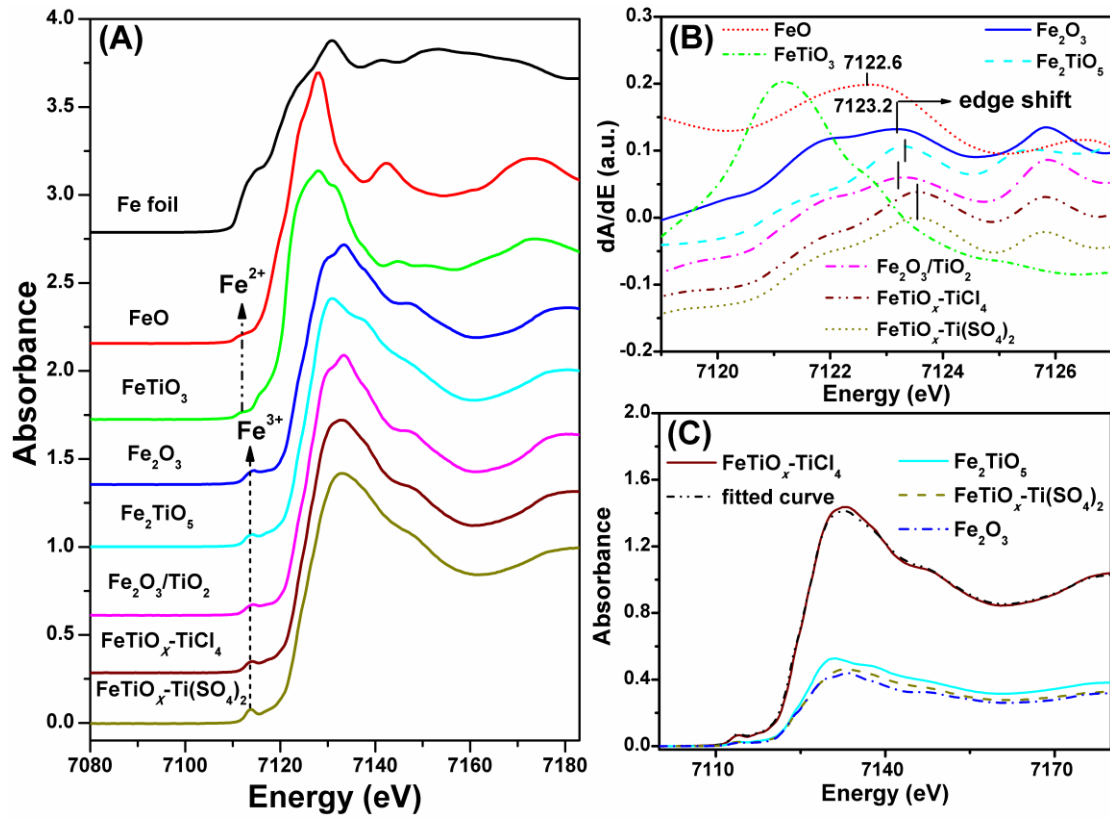 (A)
4.0
3.5
3.0
2.5
2.0
1.5
1.0
0.5
0.0
Absorbance
Fe foil
Fe²⁺
FeO
FeTiO₃
Fe³⁺
Fe₂O₃
Fe₂TiO₅
Fe₂O₃/TiO₂
FeTiOₓ-TiCl₄
FeTiOₓ-Ti(SO₄)₂
7080 7100 7120 7140 7160 7180
Energy (eV)
(B)
FeO
FeTiO₃
Fe₂O₃
Fe₂TiO₅
7122.6
7123.2
edge shift
0.3
0.2
0.1
0.0
-0.1
-0.2
dA/dE (a.u.)
Fe₂O₃/TiO₂
FeTiOₓ-TiCl₄
FeTiOₓ-Ti(SO₄)₂
7120 7122 7124 7126
Energy (eV)
(C)
FeTiOₓ-TiCl₄
fitted curve
Fe₂TiO₅
FeTiOₓ-Ti(SO₄)₂
Fe₂O₃
2.0
1.6
1.2
0.8
0.4
0.0
Absorbance
7110 7140 7170
Energy (eV)